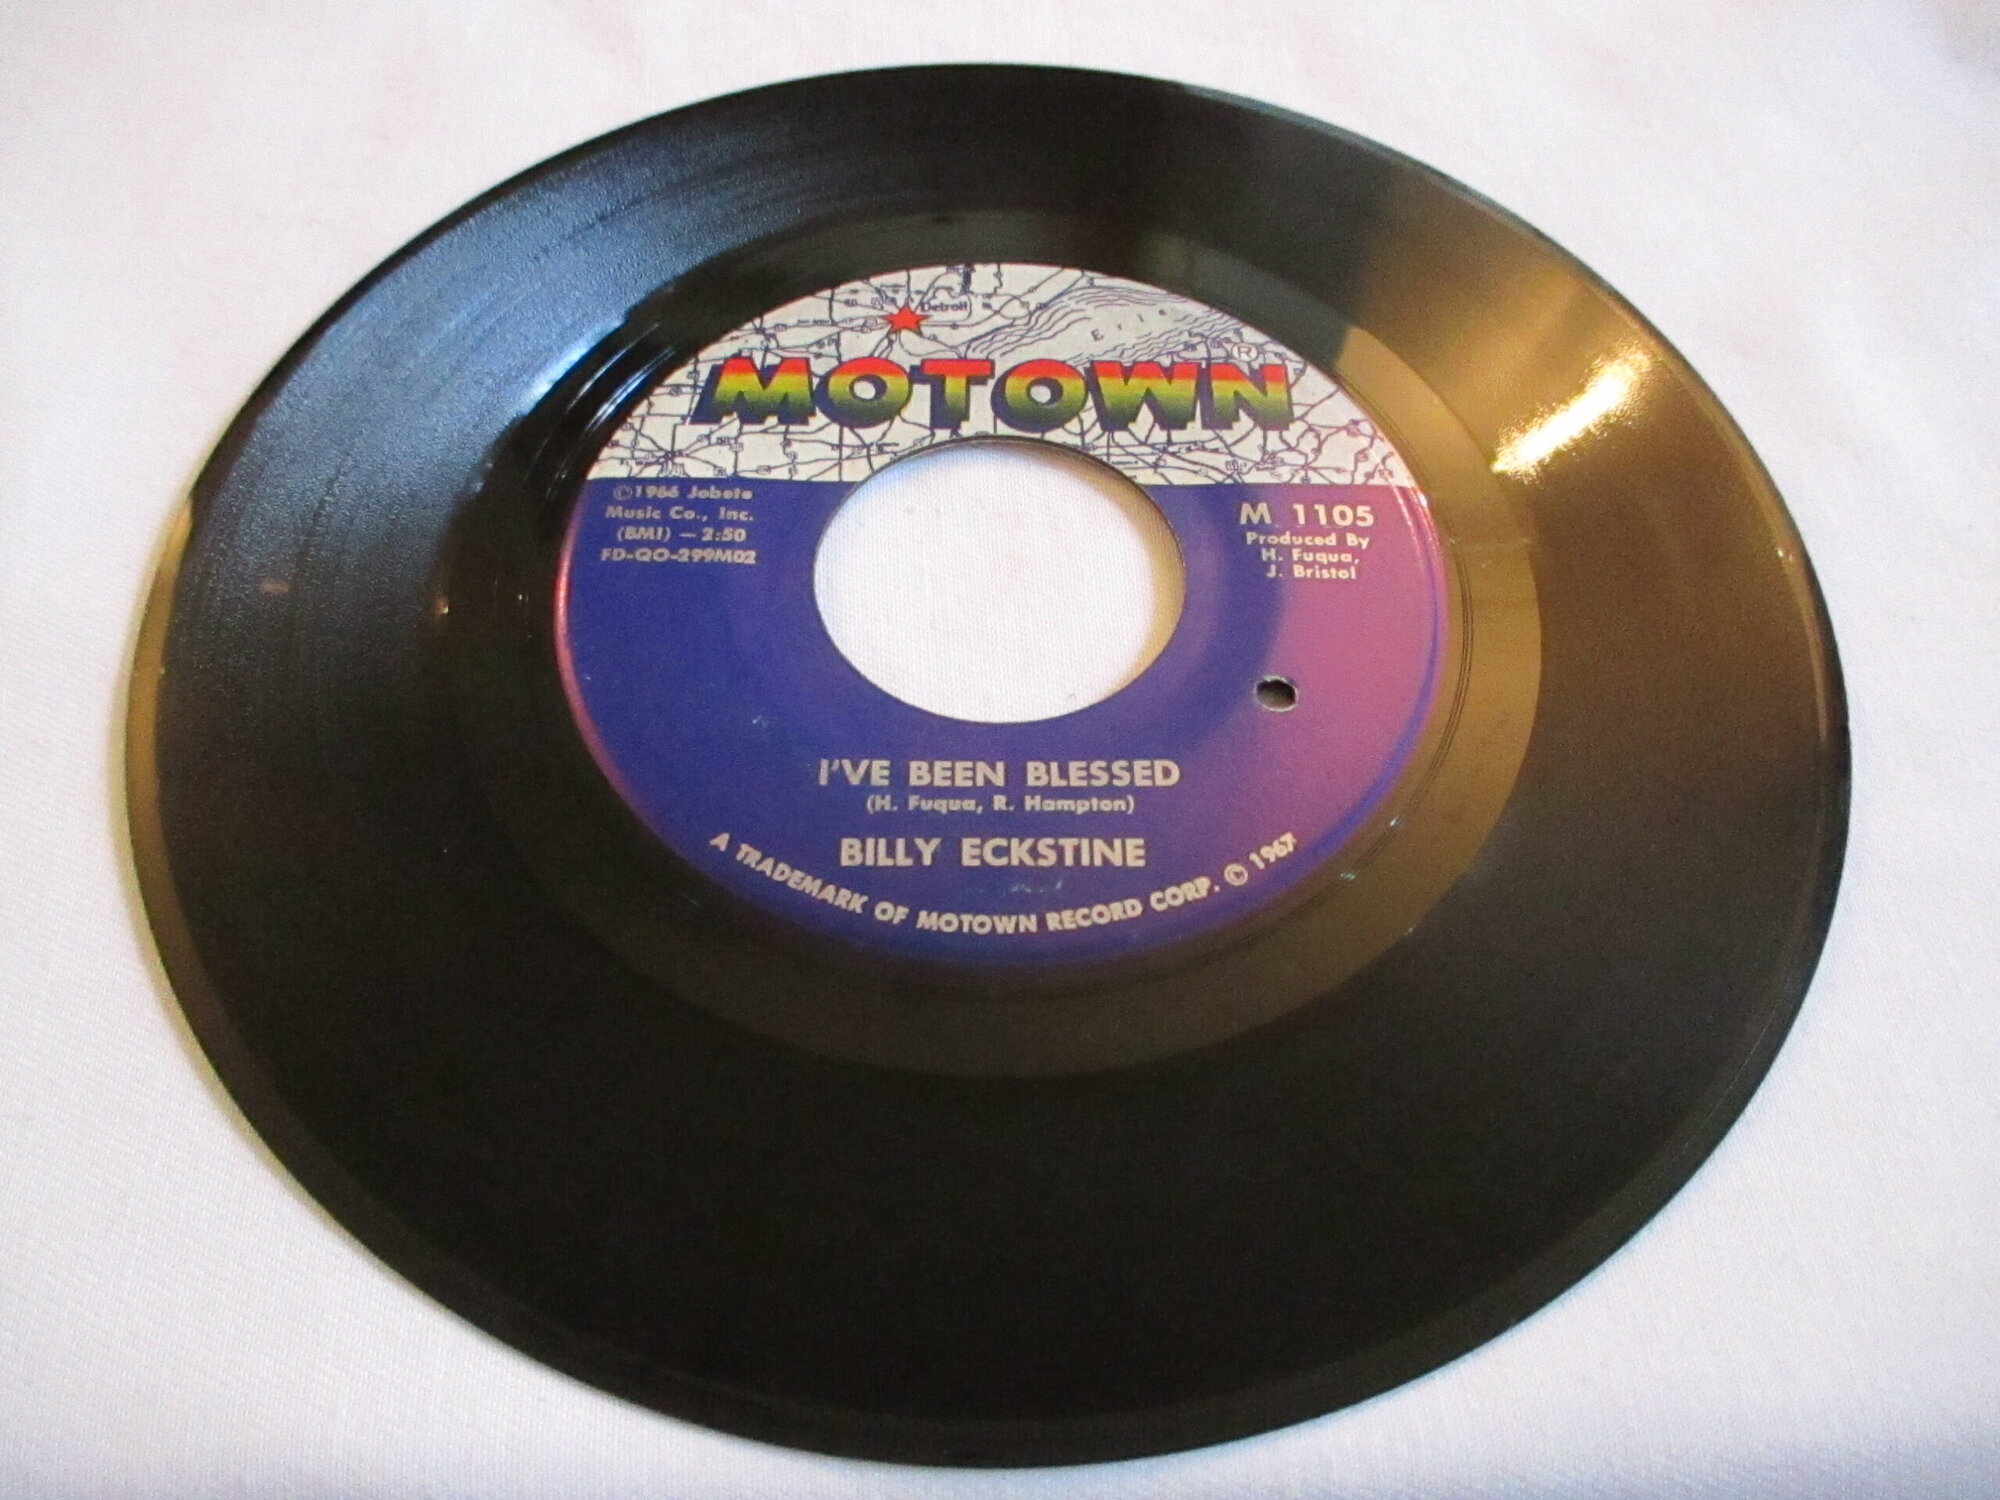 Detroit
Erie
MOTOWN®
©1966 Jobete
Music Co., Inc.
(BMI) — 2:50
FD-QO-299M02
M 1105
Produced By
H. Fuqua,
J. Bristol
I'VE BEEN BLESSED
(H. Fuqua, R. Hampton)
BILLY ECKSTINE
A TRADEMARK OF MOTOWN RECORD CORP. © 1967